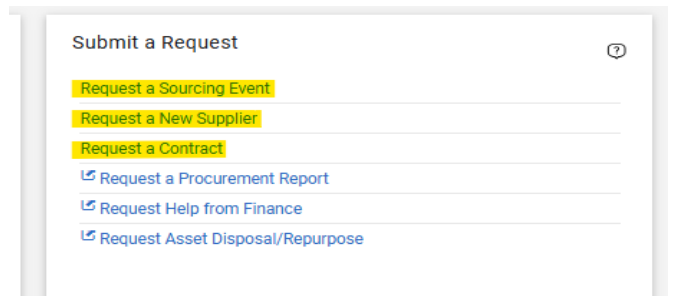 Submit a Request
Request a Sourcing Event
Request a New Supplier
Request a Contract
Request a Procurement Report
Request Help from Finance
Request Asset Disposal/Repurpose